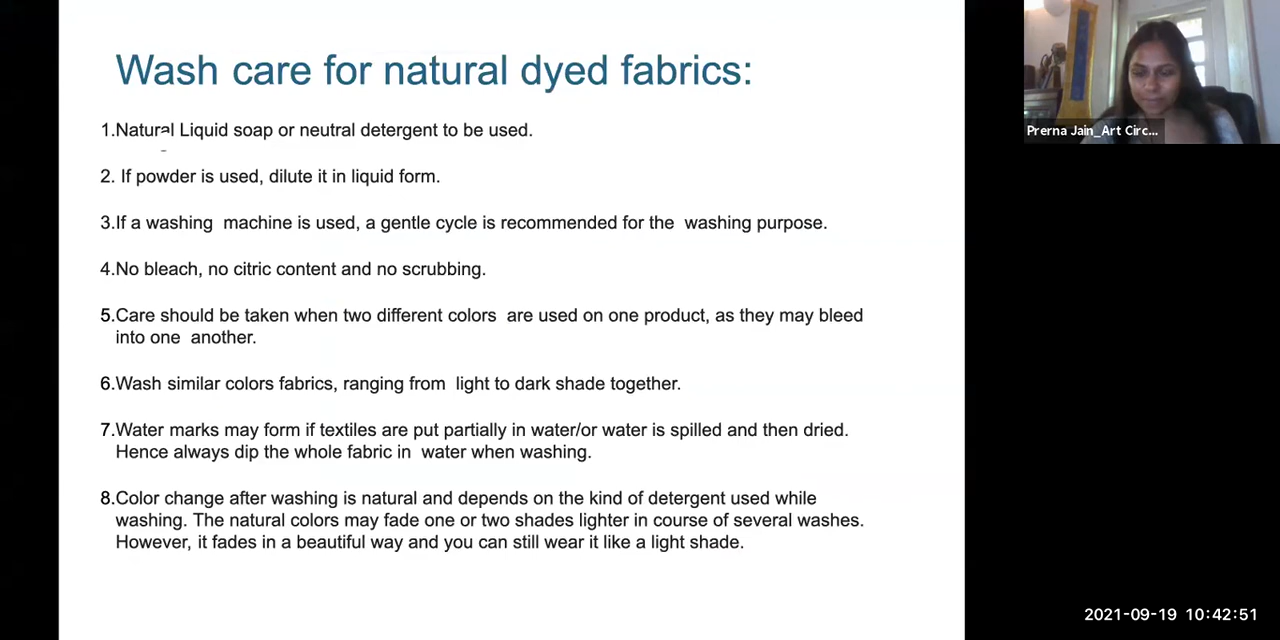 Wash care for natural dyed fabrics:
1.Natural Liquid soap or neutral detergent to be used.
2. If powder is used, dilute it in liquid form.
3.If a washing machine is used, a gentle cycle is recommended for the washing purpose.
4.No bleach, no citric content and no scrubbing.
5.Care should be taken when two different colors are used on one product, as they may bleed
into one another.
6.Wash similar colors fabrics, ranging from light to dark shade together.
7.Water marks may form if textiles are put partially in water/or water is spilled and then dried.
Hence always dip the whole fabric in water when washing.
8.Color change after washing is natural and depends on the kind of detergent used while
washing. The natural colors may fade one or two shades lighter in course of several washes.
However, it fades in a beautiful way and you can still wear it like a light shade.
Prerna Jain_Art Circ...
2021-09-19 10:42:51